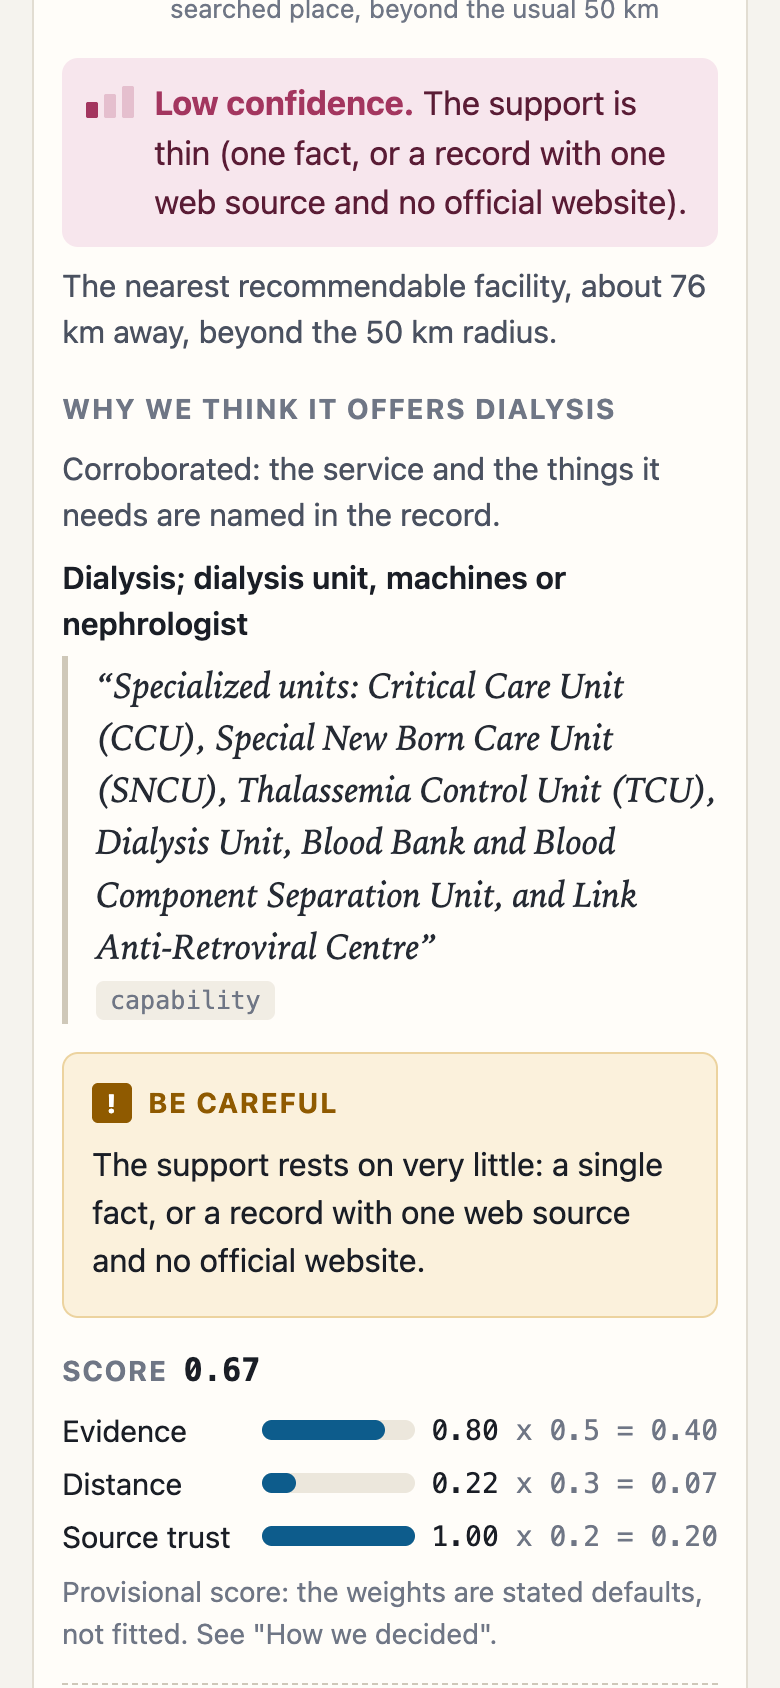 searched place, beyond the usual 50 km
Low confidence. The support is
thin (one fact, or a record with one
web source and no official website).
The nearest recommendable facility, about 76
km away, beyond the 50 km radius.
WHY WE THINK IT OFFERS DIALYSIS
Corroborated: the service and the things it
needs are named in the record.
Dialysis; dialysis unit, machines or
nephrologist
“Specialized units: Critical Care Unit
(CCU), Special New Born Care Unit
(SNCU), Thalassemia Control Unit (TCU),
Dialysis Unit, Blood Bank and Blood
Component Separation Unit, and Link
Anti-Retroviral Centre”
capability
! BE CAREFUL
The support rests on very little: a single
fact, or a record with one web source
and no official website.
SCORE 0.67
Evidence 0.80 x 0.5 = 0.40
Distance 0.22 x 0.3 = 0.07
Source trust 1.00 x 0.2 = 0.20
Provisional score: the weights are stated defaults,
not fitted. See "How we decided".